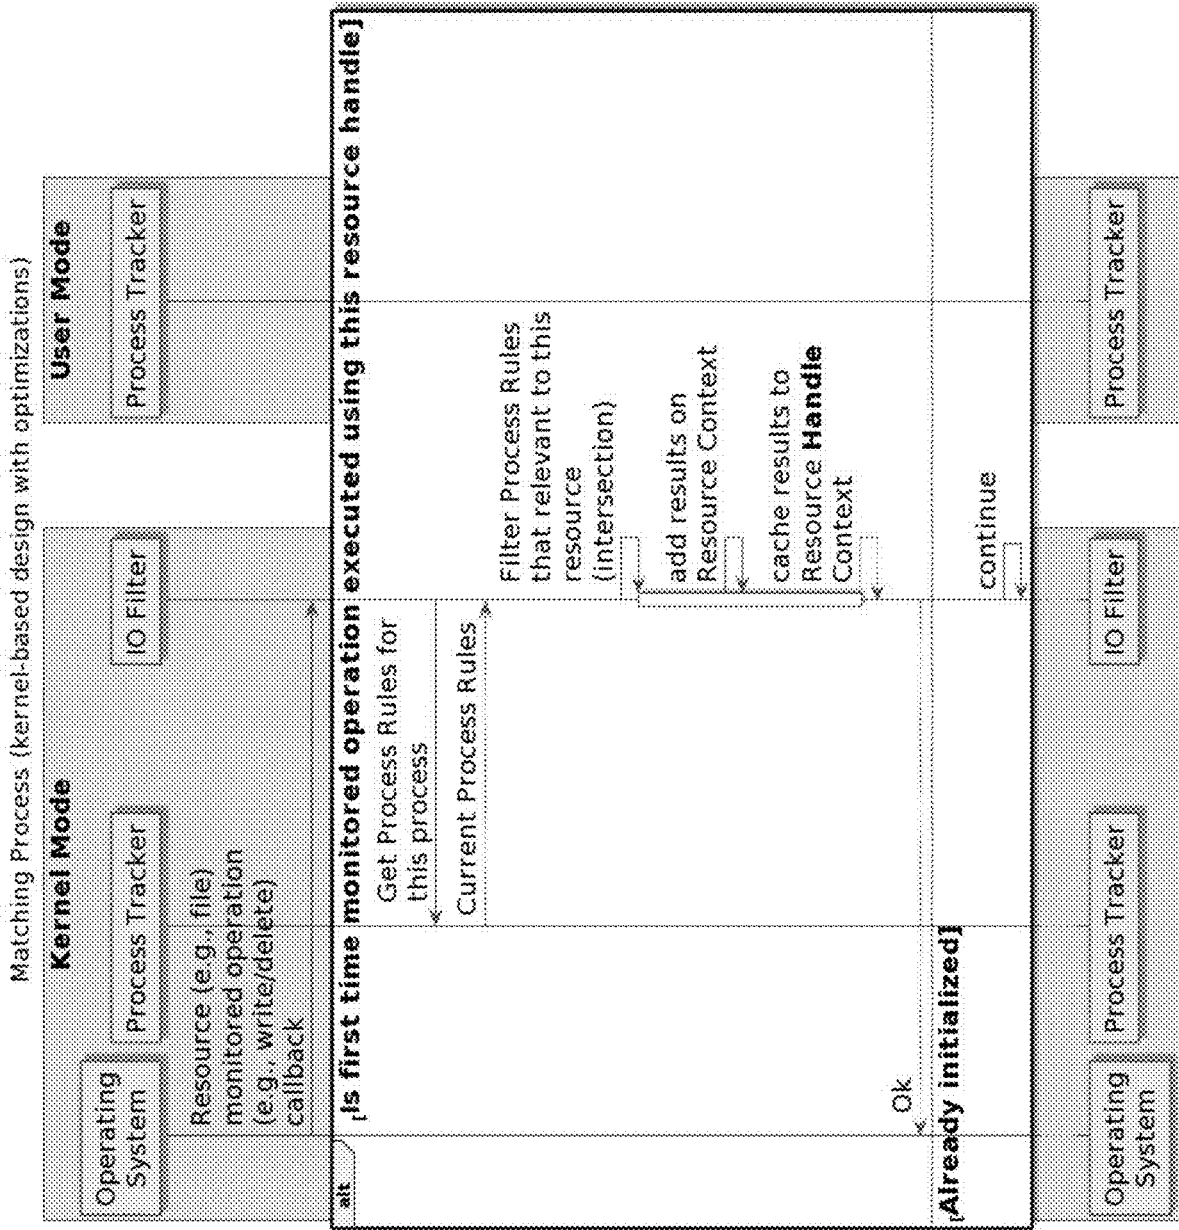 Matching Process (kernel-based design with optimizations)
Kernel Mode
User Mode
Operating
System
Process Tracker
IO Filter
Process Tracker
Resource (e.g., file)
monitored operation
(e.g., write/delete)
callback
alt
[Is first time monitored operation executed using this resource handle]
Get Process Rules for
this process
Current Process Rules
Filter Process Rules
that relevant to this
resource
(intersection)
add results on
Resource Context
cache results to
Resource Handle
Context
Ok
[Already initialized]
continue
Operating
System
Process Tracker
IO Filter
Process Tracker